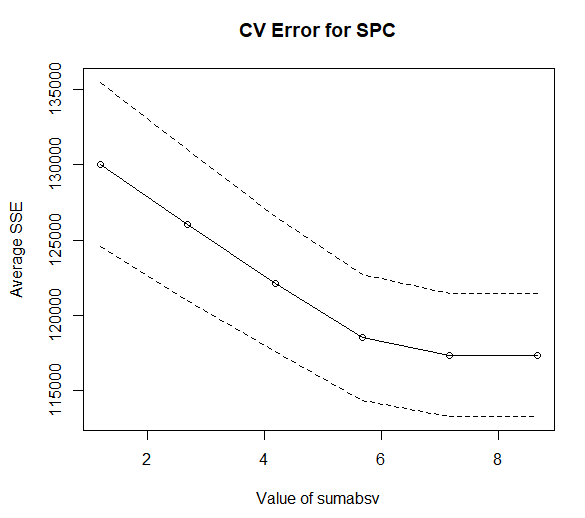 CV Error for SPC
Average SSE
135000
130000
125000
120000
115000
2 4 6 8
Value of sumabsv